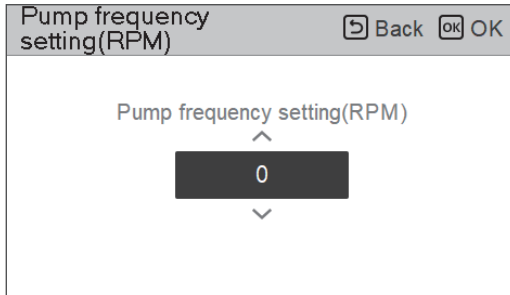 Pump frequency
setting(RPM)
Back OK OK
Pump frequency setting(RPM)
0